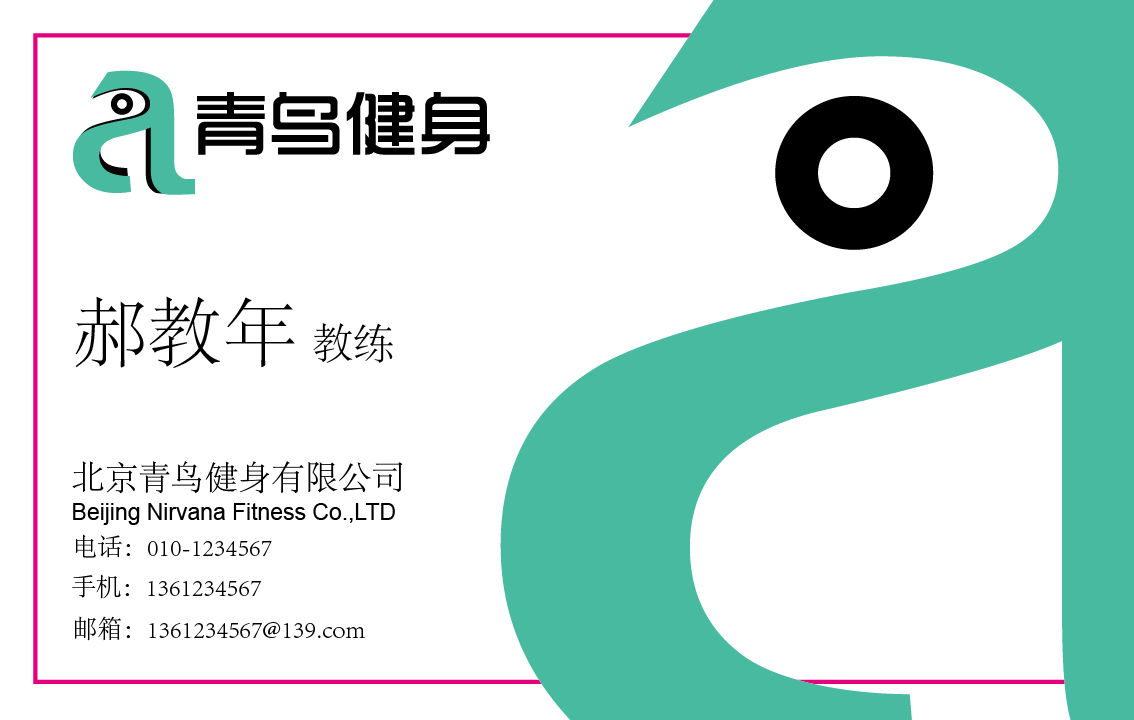 青鸟健身
郝教年 教练
北京青鸟健身有限公司
Beijing Nirvana Fitness Co.,LTD
电话：010-1234567
手机：1361234567
邮箱：1361234567@139.com